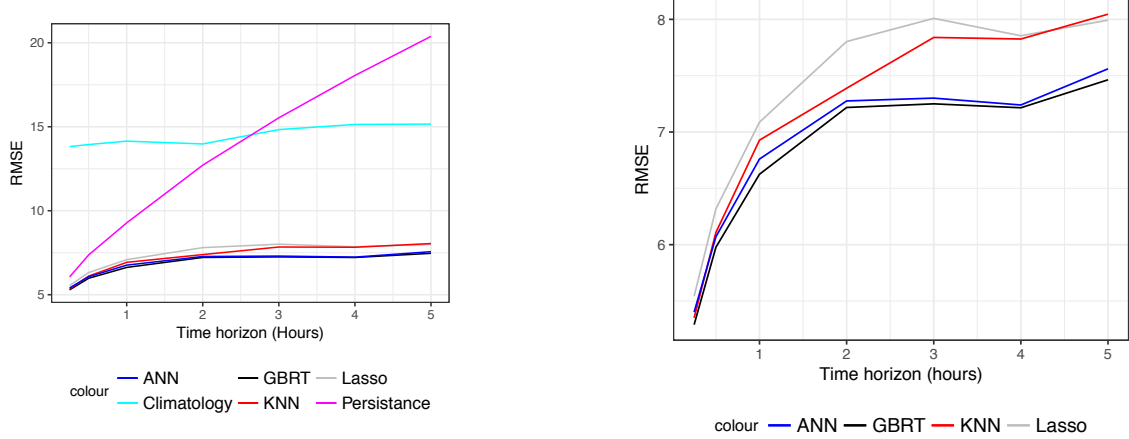 20
15
10
5
RMSE
1 2 3 4 5
Time horizon (Hours)
colour
ANN GBRT Lasso
Climatology KNN Persistance
8
7
6
RMSE
1 2 3 4 5
Time horizon (hours)
colour ANN GBRT KNN Lasso